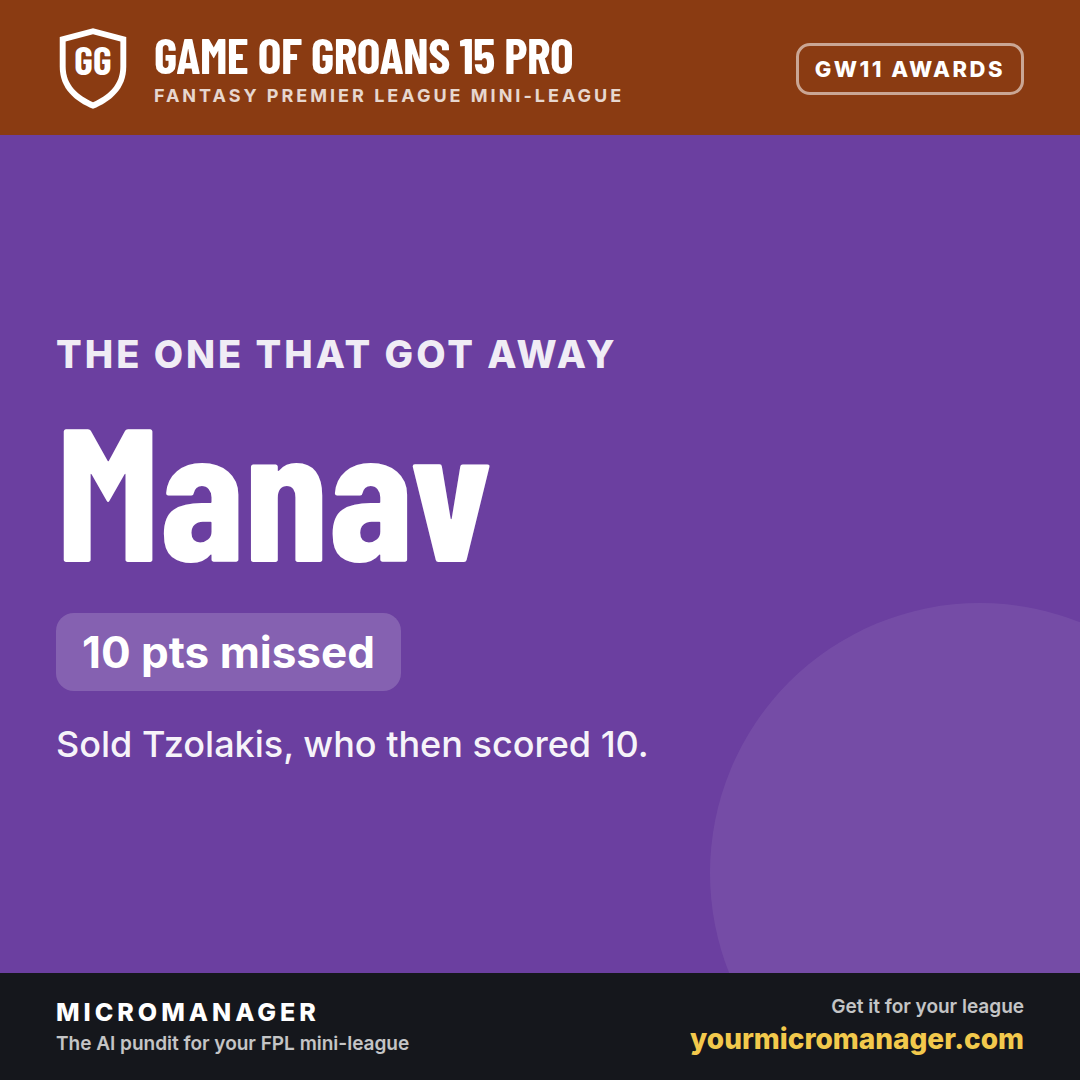 GG
GAME OF GROANS 15 PRO
FANTASY PREMIER LEAGUE MINI-LEAGUE
GW11 AWARDS
THE ONE THAT GOT AWAY
Manav
10 pts missed
Sold Tzolakis, who then scored 10.
MICROMANAGER
The AI pundit for your FPL mini-league
Get it for your league
yourmicromanager.com